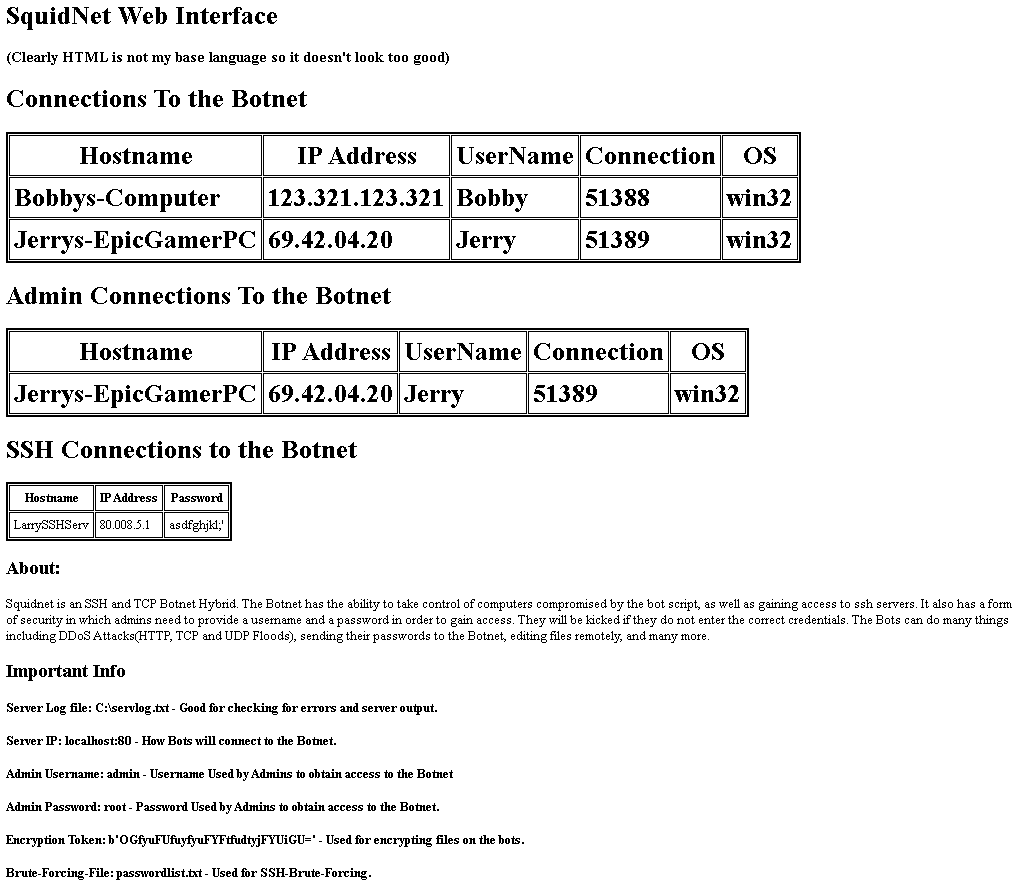 SquidNet Web Interface
(Clearly HTML is not my base language so it doesn't look too good)
Connections To the Botnet
Hostname IP Address UserName Connection OS
Bobbys-Computer 123.321.123.321 Bobby 51388 win32
Jerrys-EpicGamerPC 69.42.04.20 Jerry 51389 win32
Admin Connections To the Botnet
Hostname IP Address UserName Connection OS
Jerrys-EpicGamerPC 69.42.04.20 Jerry 51389 win32
SSH Connections to the Botnet
Hostname IP Address Password
LarrySSHServ 80.008.5.1 asdfghjkl;'
About:
Squidnet is an SSH and TCP Botnet Hybrid. The Botnet has the ability to take control of computers compromised by the bot script, as well as gaining access to ssh servers. It also has a form
of security in which admins need to provide a username and a password in order to gain access. They will be kicked if they do not enter the correct credentials. The Bots can do many things
including DDoS Attacks(HTTP, TCP and UDP Floods), sending their passwords to the Botnet, editing files remotely, and many more.
Important Info
Server Log file: C:\servlog.txt - Good for checking for errors and server output.
Server IP: localhost:80 - How Bots will connect to the Botnet.
Admin Username: admin - Username Used by Admins to obtain access to the Botnet
Admin Password: root - Password Used by Admins to obtain access to the Botnet.
Encryption Token: b'OGfyuFUfuyfyuFYFtfudtyjFYUiGU=' - Used for encrypting files on the bots.
Brute-Forcing-File: passwordlist.txt - Used for SSH-Brute-Forcing.